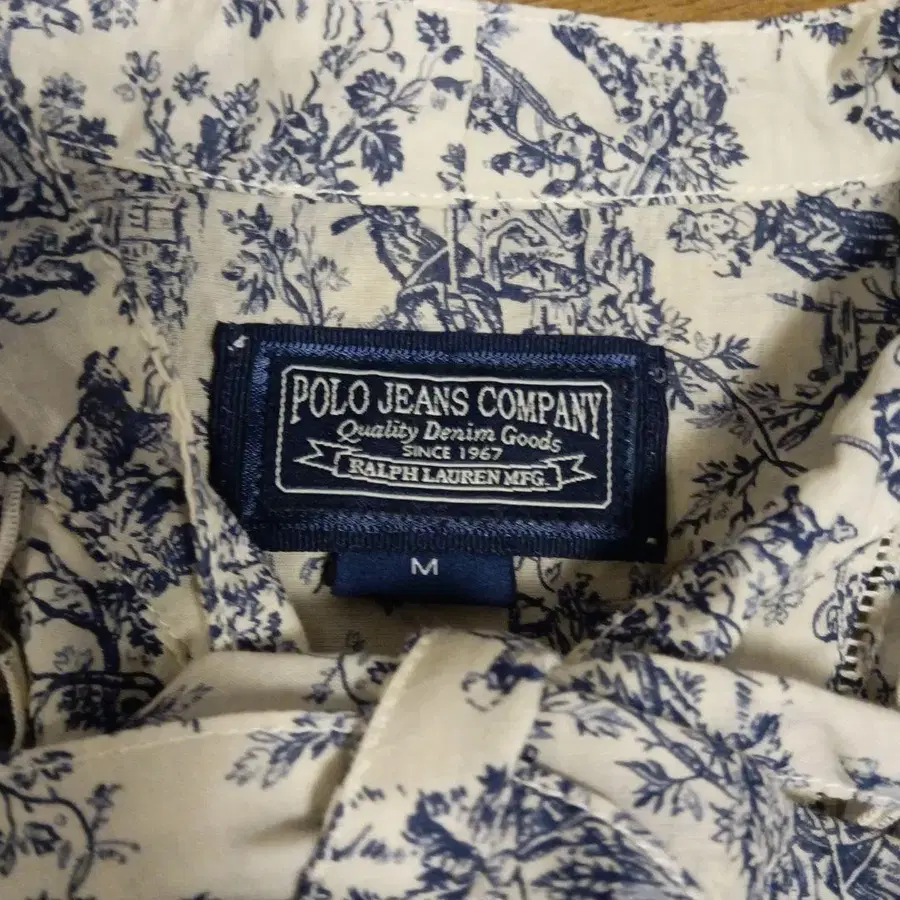 POLO JEANS COMPANY
Quality Denim Goods
SINCE 1967
RALPH LAUREN MFG.
M